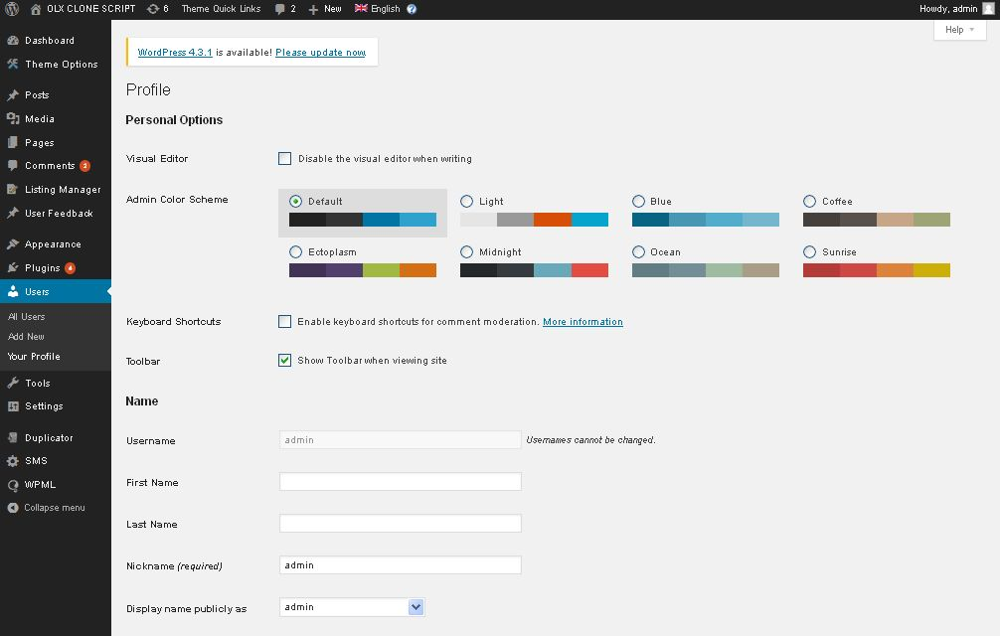 OLX CLONE SCRIPT 6 Theme Quick Links 2 New English Howdy, admin
Help
WordPress 4.3.1 is available! Please update now
Dashboard
Theme Options
Posts
Media
Pages
Comments 2
Listing Manager
User Feedback
Appearance
Plugins 4
Users
All Users
Add New
Your Profile
Tools
Settings
Duplicator
SMS
WPML
Collapse menu
Profile
Personal Options
Visual Editor Disable the visual editor when writing
Admin Color Scheme Default Light Blue Coffee
Ectoplasm Midnight Ocean Sunrise
Keyboard Shortcuts Enable keyboard shortcuts for comment moderation. More information
Toolbar Show Toolbar when viewing site
Name
Username admin Usernames cannot be changed.
First Name
Last Name
Nickname (required) admin
Display name publicly as admin